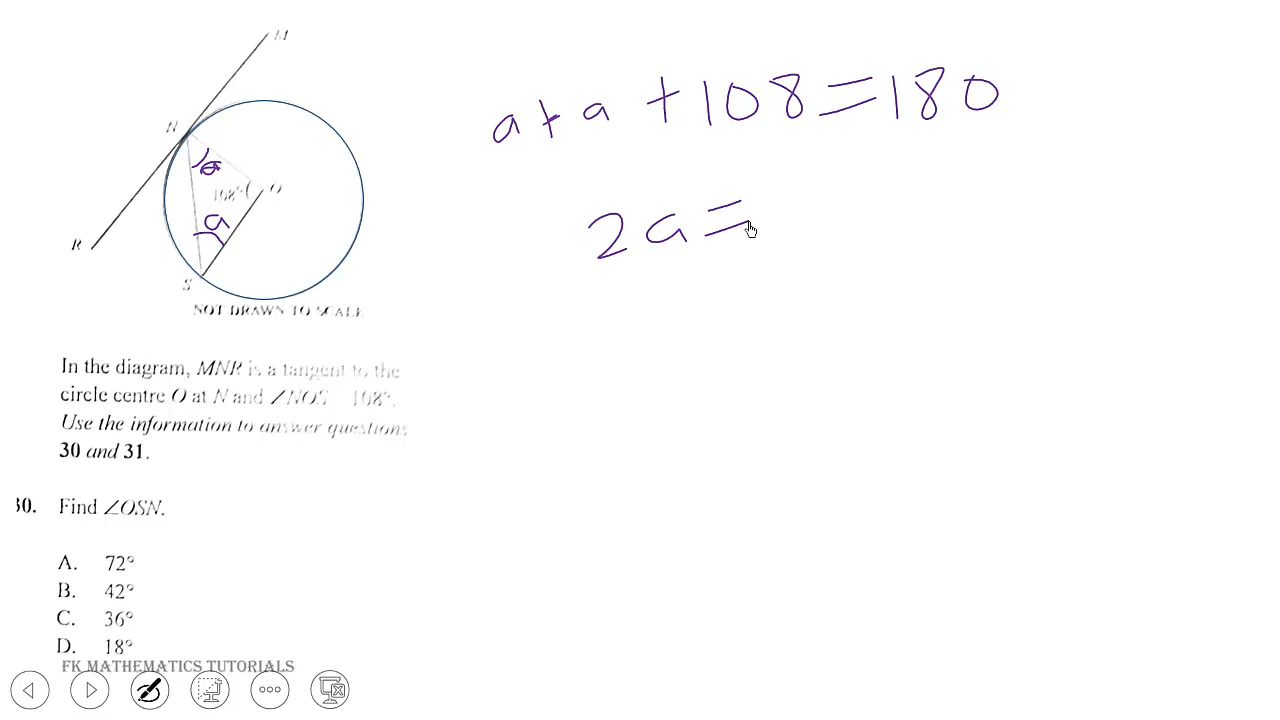 M
N
O
108°
a
a
R
S
NOT DRAWN TO SCALE
a + a + 108 = 180
2a =
In the diagram, MNR is a tangent to the
circle centre O at N and ∠NOS 108°.
Use the information to answer questions
30 and 31.
30. Find ∠OSN.
A. 72°
B. 42°
C. 36°
D. 18°
FK MATHEMATICS TUTORIALS